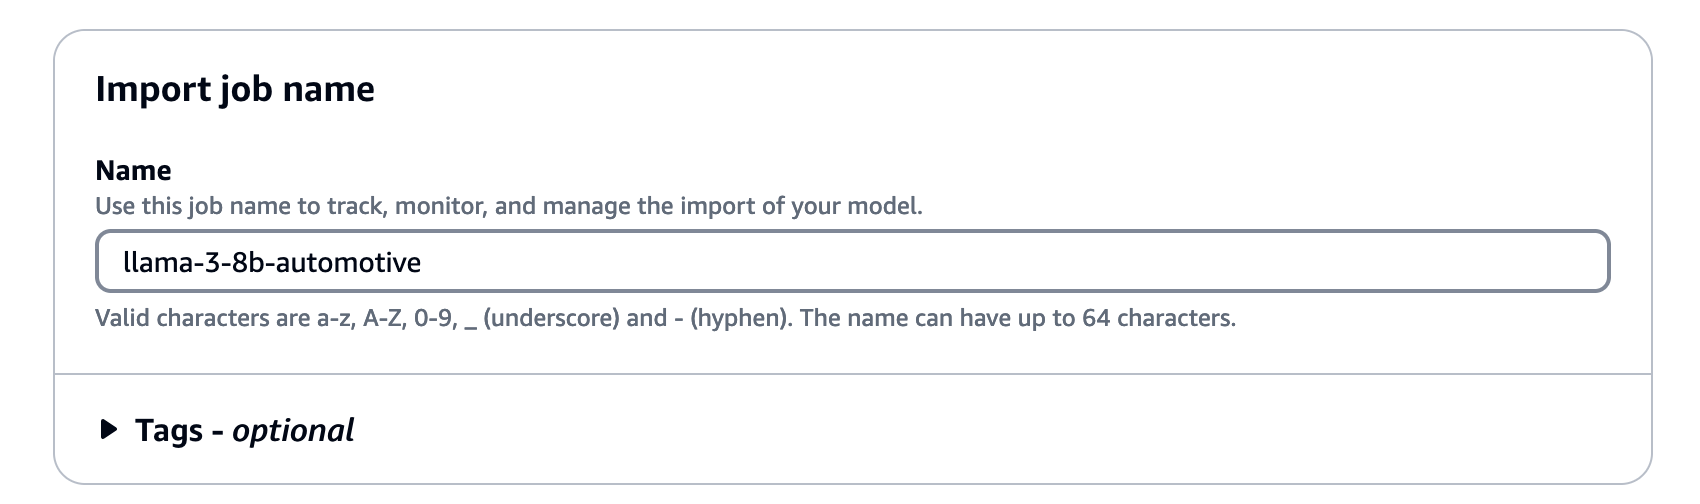 Import job name
Name
Use this job name to track, monitor, and manage the import of your model.
llama-3-8b-automotive
Valid characters are a-z, A-Z, 0-9, _ (underscore) and - (hyphen). The name can have up to 64 characters.
Tags - optional